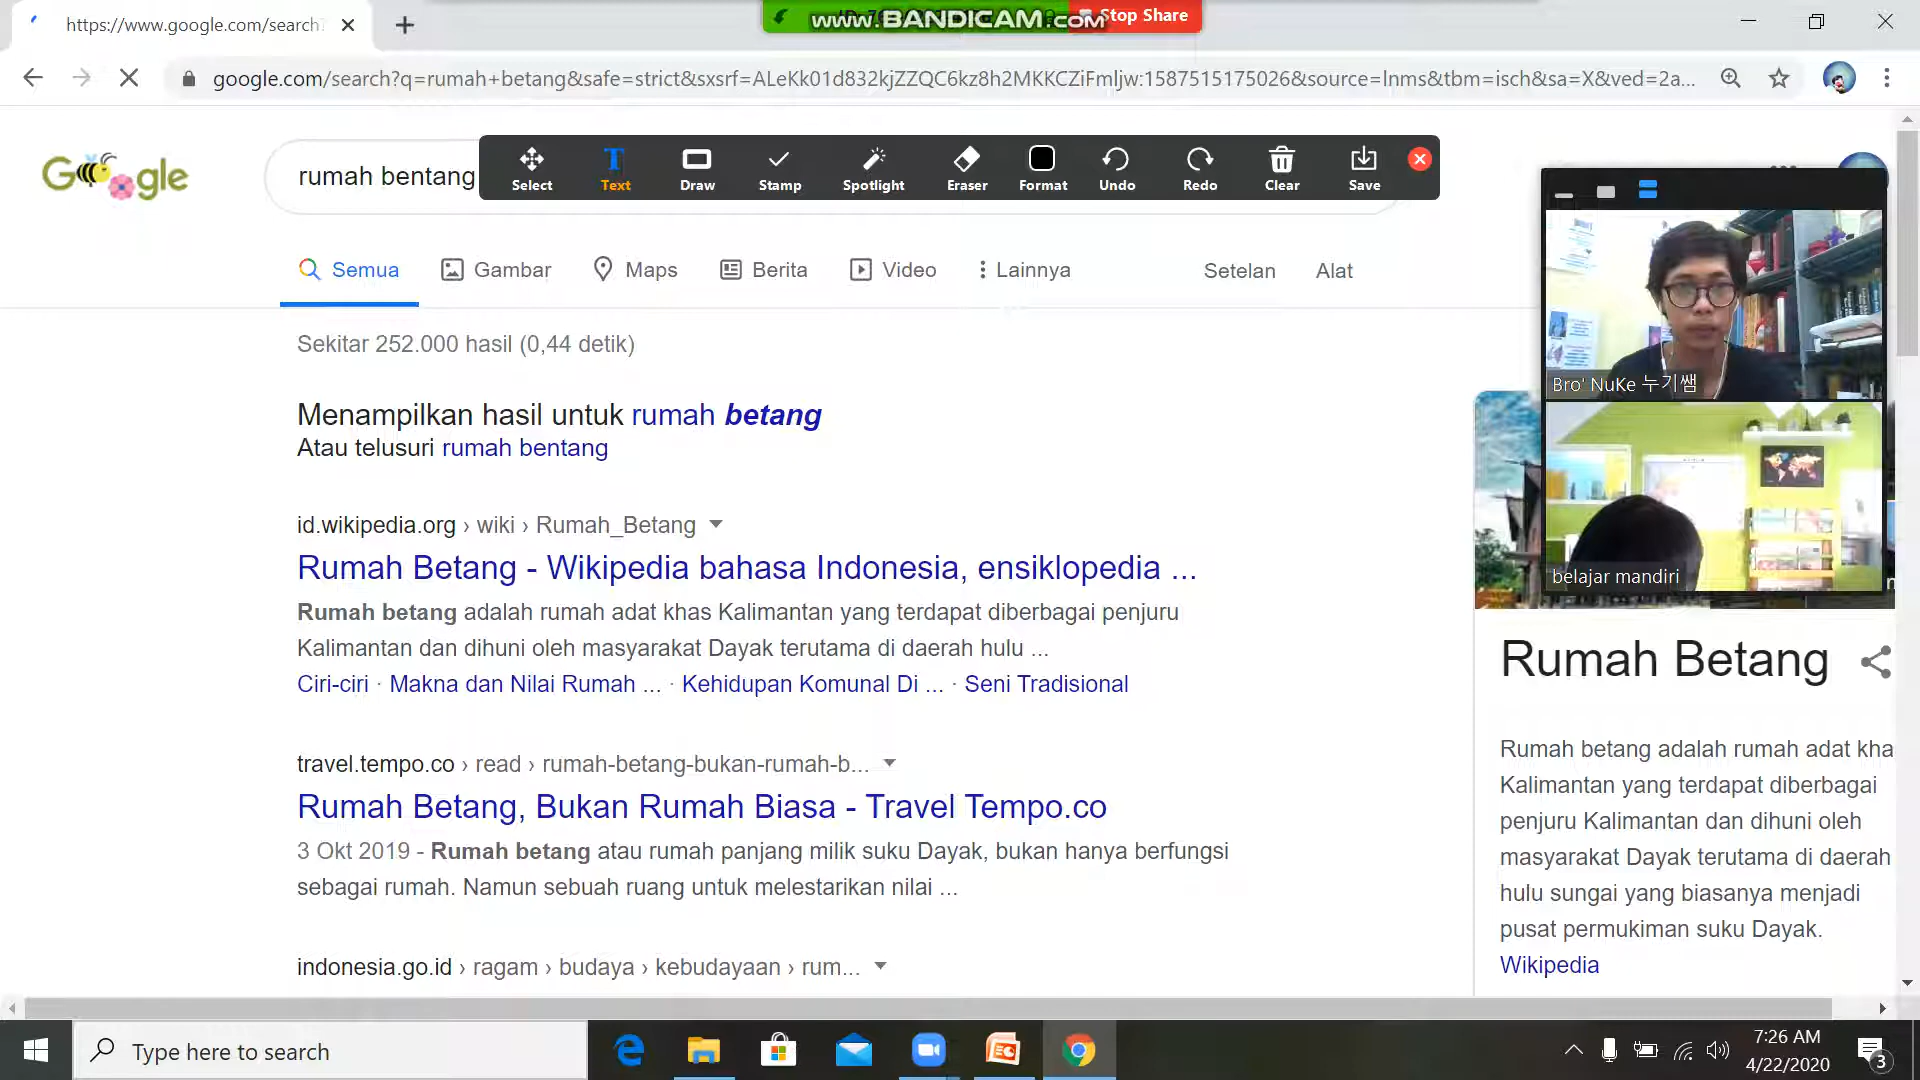 https://www.google.com/search?
www.BANDICAM.com
Stop Share
google.com/search?q=rumah+betang&safe=strict&sxsrf=ALeKk01d832kjZZQC6kz8h2MKKCZiFmljw:1587515175026&source=lnms&tbm=isch&sa=X&ved=2a...
Google
rumah bentang
Select
Text
Draw
Stamp
Spotlight
Eraser
Format
Undo
Redo
Clear
Save
Semua
Gambar
Maps
Berita
Video
Lainnya
Setelan
Alat
Sekitar 252.000 hasil (0,44 detik)
Menampilkan hasil untuk rumah betang
Atau telusuri rumah bentang
id.wikipedia.org › wiki › Rumah_Betang
Rumah Betang - Wikipedia bahasa Indonesia, ensiklopedia ...
Rumah betang adalah rumah adat khas Kalimantan yang terdapat diberbagai penjuru
Kalimantan dan dihuni oleh masyarakat Dayak terutama di daerah hulu ...
Ciri-ciri · Makna dan Nilai Rumah ... · Kehidupan Komunal Di ... · Seni Tradisional
travel.tempo.co › read › rumah-betang-bukan-rumah-b...
Rumah Betang, Bukan Rumah Biasa - Travel Tempo.co
3 Okt 2019 - Rumah betang atau rumah panjang milik suku Dayak, bukan hanya berfungsi
sebagai rumah. Namun sebuah ruang untuk melestarikan nilai ...
indonesia.go.id › ragam › budaya › kebudayaan › rum...
Bro' NuKe 누기쌤
belajar mandiri
Rumah Betang
Rumah betang adalah rumah adat kha
Kalimantan yang terdapat diberbagai
penjuru Kalimantan dan dihuni oleh
masyarakat Dayak terutama di daerah
hulu sungai yang biasanya menjadi
pusat permukiman suku Dayak.
Wikipedia
Type here to search
7:26 AM
4/22/2020
3